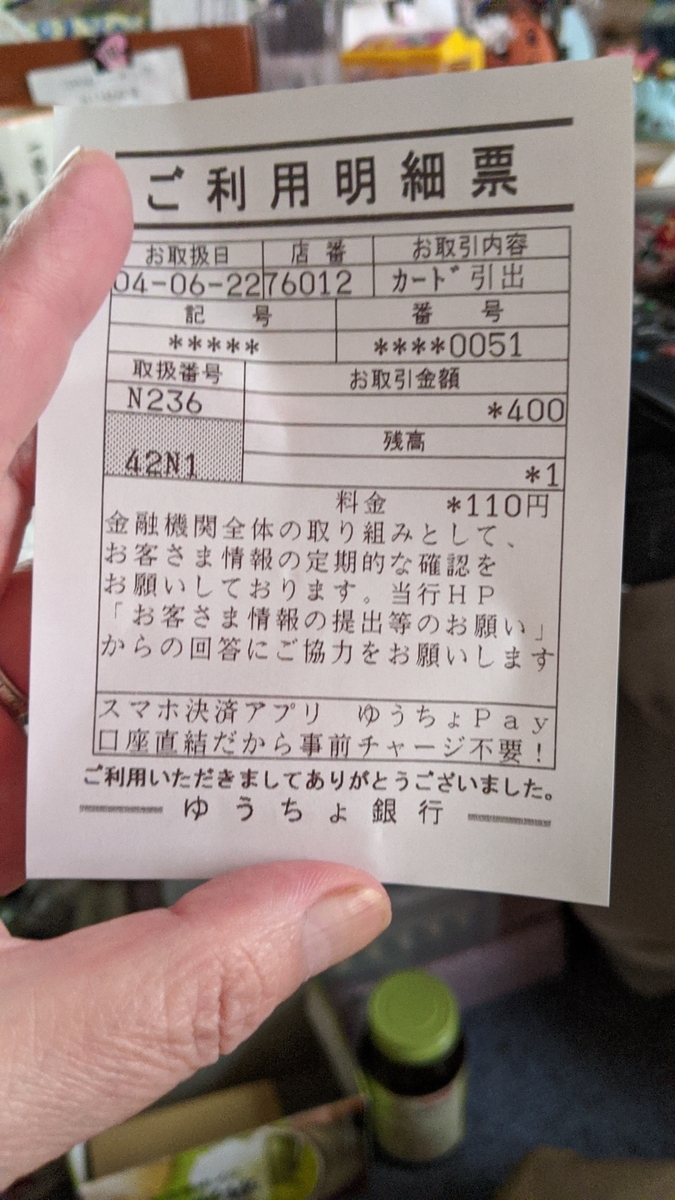 ご利用明細票
お取扱日 店番 お取引内容
04-06-22 76012 カード引出
記号 番号
***** ****0051
取扱番号 お取引金額
N236 *400
残高
42N1 *1
料金 *110円
金融機関全体の取り組みとして、
お客さま情報の定期的な確認を
お願いしております。当行HP
「お客さま情報の提出等のお願い」
からの回答にご協力をお願いします
スマホ決済アプリ ゆうちょPay
口座直結だから事前チャージ不要!
ご利用いただきましてありがとうございました。
ゆうちょ銀行